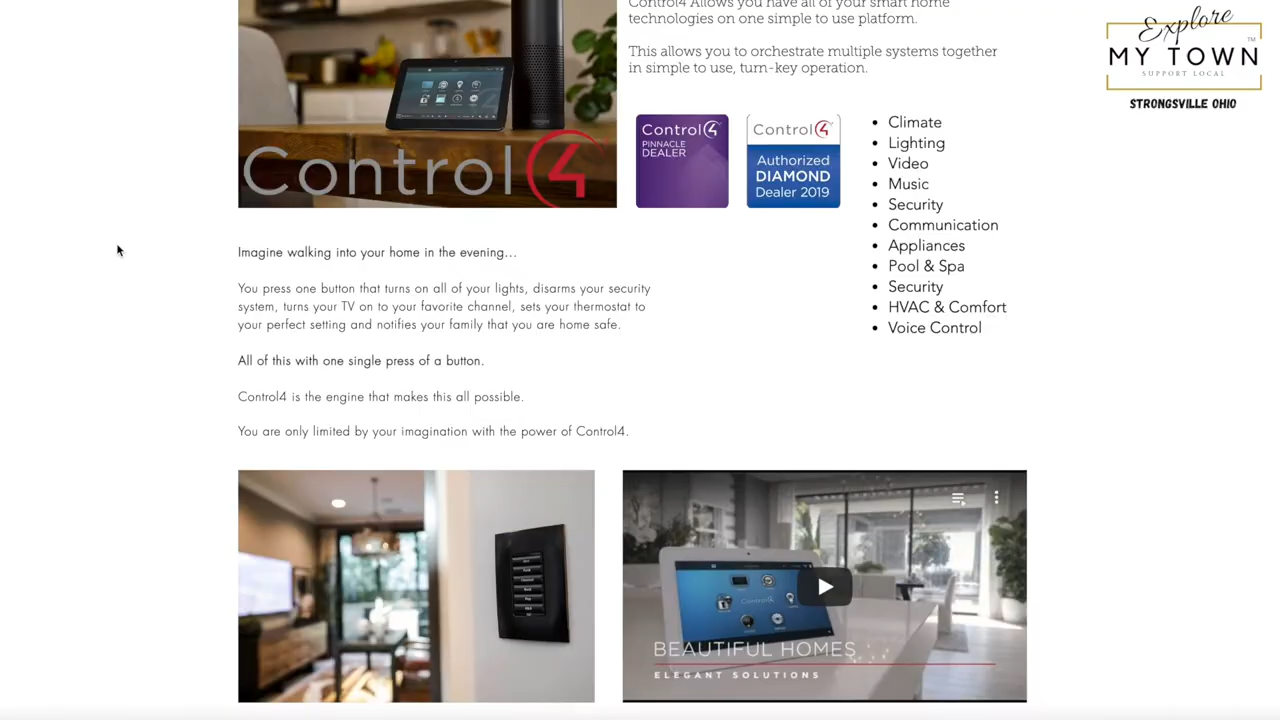 Control4 Allows you have all of your smart home
technologies on one simple to use platform.
This allows you to orchestrate multiple systems together
in simple to use, turn-key operation.
Explore
MY TOWN
TM
SUPPORT LOCAL
STRONGSVILLE OHIO
Control4
Control4
PINNACLE
DEALER
Control4
Authorized
DIAMOND
Dealer 2019
• Climate
• Lighting
• Video
• Music
• Security
• Communication
• Appliances
• Pool & Spa
• Security
• HVAC & Comfort
• Voice Control
Imagine walking into your home in the evening...
You press one button that turns on all of your lights, disarms your security
system, turns your TV on to your favorite channel, sets your thermostat to
your perfect setting and notifies your family that you are home safe.
All of this with one single press of a button.
Control4 is the engine that makes this all possible.
You are only limited by your imagination with the power of Control4.
Control4
BEAUTIFUL HOMES
ELEGANT SOLUTIONS